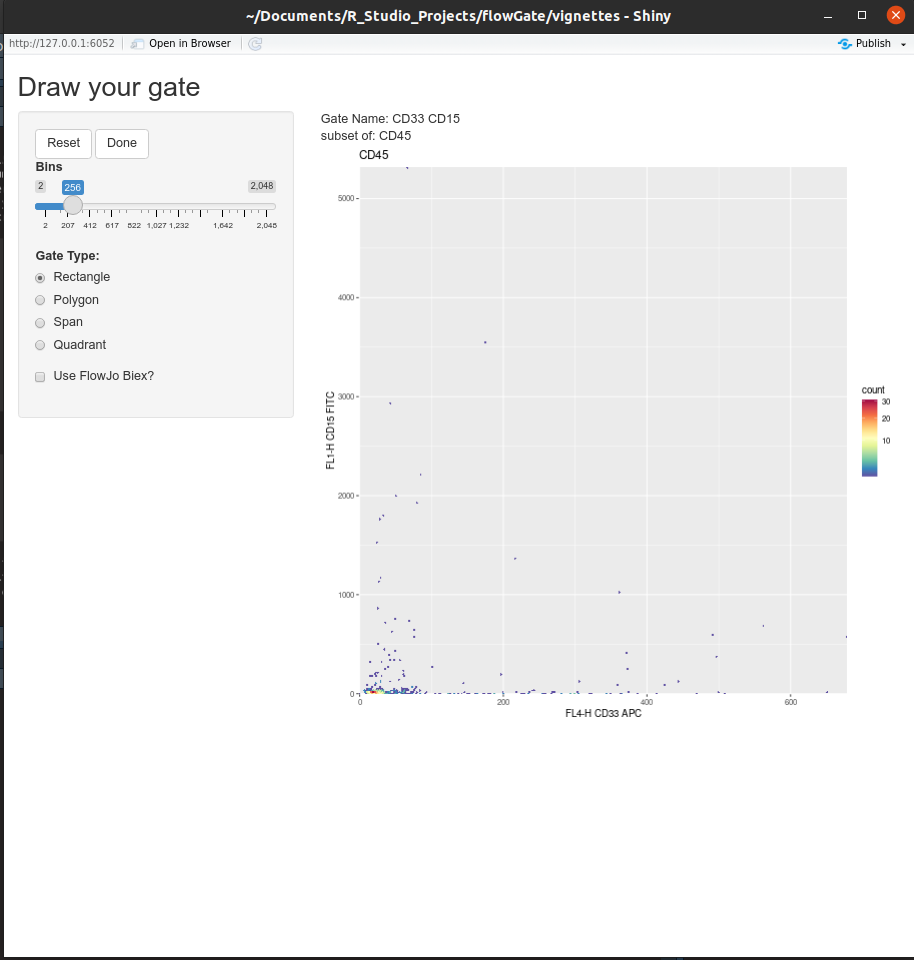 ~/Documents/R_Studio_Projects/flowGate/vignettes - Shiny
http://127.0.0.1:6052 Open in Browser Publish
Draw your gate
Reset Done
Bins
2 256 2,048
2 207 412 617 822 1,027 1,232 1,642 2,048
Gate Type:
Rectangle
Polygon
Span
Quadrant
Use FlowJo Biex?
Gate Name: CD33 CD15
subset of: CD45
CD45
5000
4000
3000
2000
1000
0
FL1-H CD15 FITC
0 200 400 600
FL4-H CD33 APC
count
30
20
10